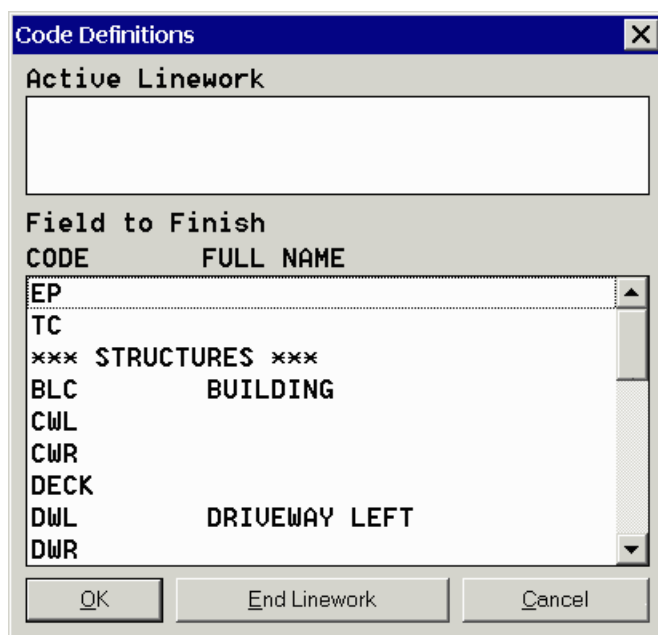 Code Definitions
Active Linework
Field to Finish
CODE FULL NAME
EP
TC
*** STRUCTURES ***
BLC BUILDING
CWL
CWR
DECK
DWL DRIVEWAY LEFT
DWR
OK End Linework Cancel